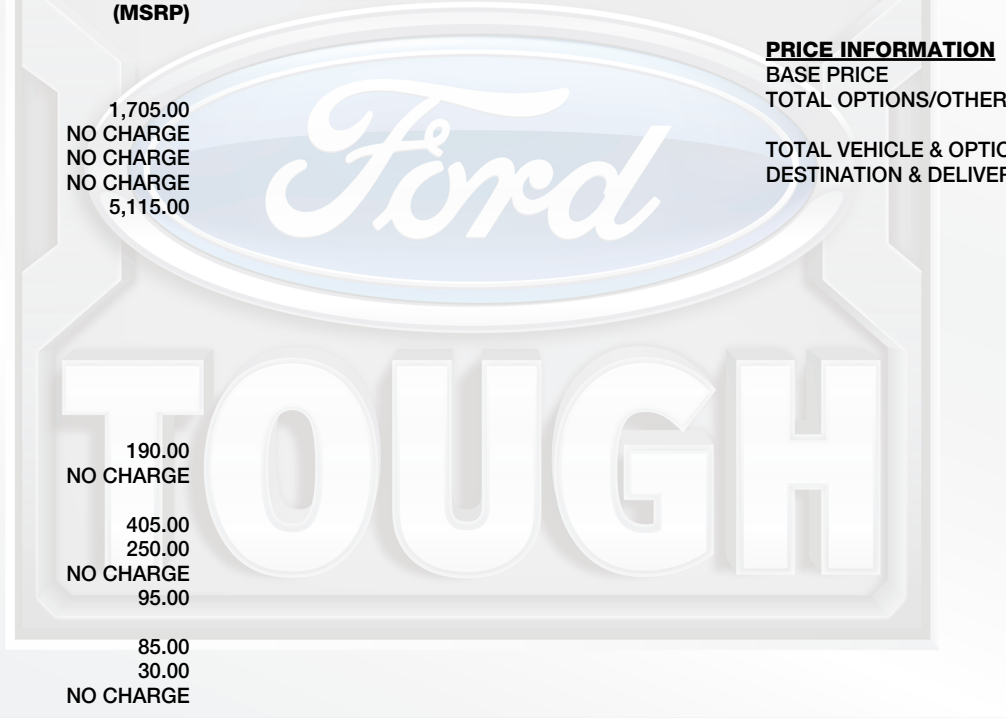 (MSRP)
1,705.00
NO CHARGE
NO CHARGE
NO CHARGE
5,115.00
190.00
NO CHARGE
405.00
250.00
NO CHARGE
95.00
85.00
30.00
NO CHARGE
PRICE INFORMATION
BASE PRICE
TOTAL OPTIONS/OTHER
TOTAL VEHICLE & OPTIO
DESTINATION & DELIVER
Ford
TOUGH